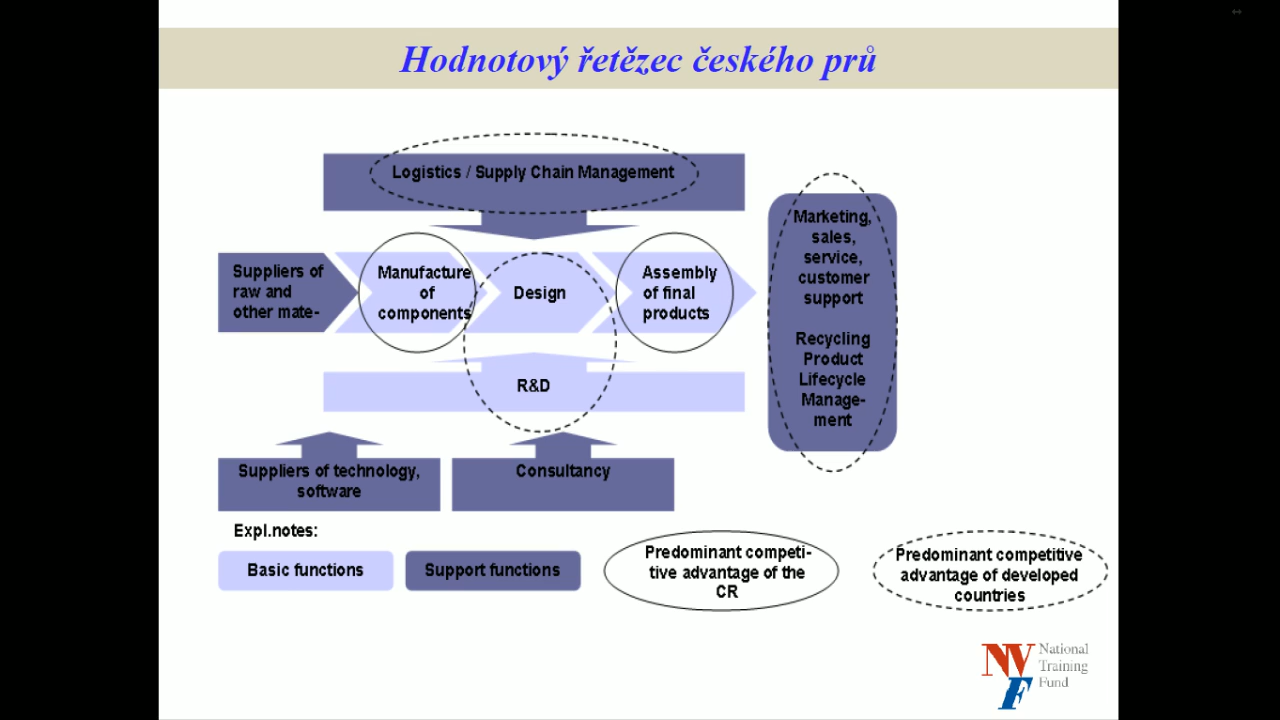 Hodnotový řetězec českého prů
Logistics / Supply Chain Management
Suppliers of
raw and
other mate-
Manufacture
of
components
Design
Assembly
of final
products
Marketing,
sales,
service,
customer
support
Recycling
Product
Lifecycle
Manage-
ment
R&D
Suppliers of technology,
software
Consultancy
Expl.notes:
Basic functions
Support functions
Predominant competi-
tive advantage of the
CR
Predominant competitive
advantage of developed
countries
NVF
National
Training
Fund